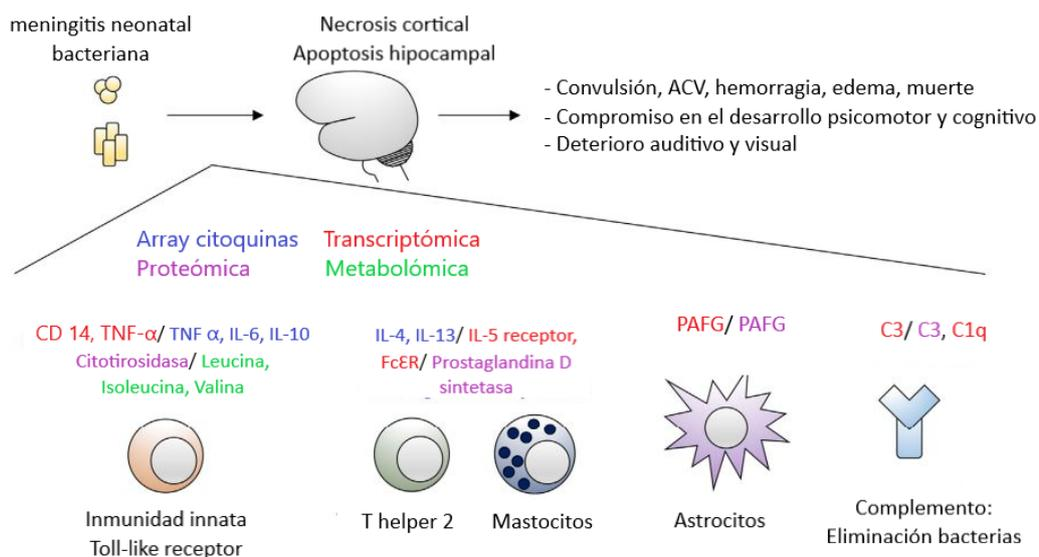 meningitis neonatal
bacteriana
Necrosis cortical
Apoptosis hipocampal
- Convulsión, ACV, hemorragia, edema, muerte
- Compromiso en el desarrollo psicomotor y cognitivo
- Deterioro auditivo y visual
Array citoquinas Transcriptómica
Proteómica Metabolómica
CD 14, TNF-α/ TNF α, IL-6, IL-10
Citotirosidasa/ Leucina,
Isoleucina, Valina
IL-4, IL-13/ IL-5 receptor,
FcεR/ Prostaglandina D
sintetasa
PAFG/ PAFG
C3/ C3, C1q
Inmunidad innata
Toll-like receptor
T helper 2
Mastocitos
Astrocitos
Complemento:
Eliminación bacterias